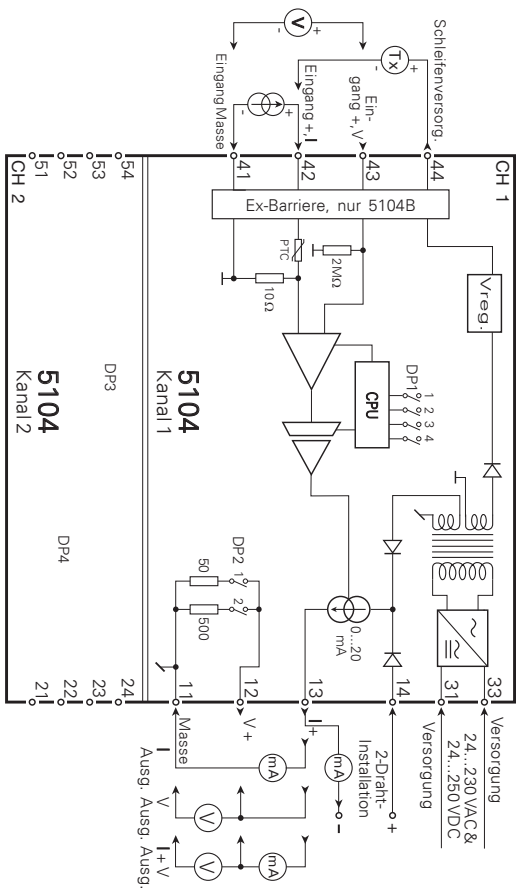 Schleifenversorg.
Ein-
gang +,V
Eingang +,I
Eingang Masse
Tx
+
-
V
+
-
+
-
44
43
42
41
CH 1
CH 2
54
53
52
51
Ex-Barriere, nur 5104B
Vreg.
2MΩ
PTC
10Ω
CPU
DP1
1
2
3
4
5104
Kanal 1
DP3
5104
Kanal 2
DP4
DP2
1
2
50
500
0...20
mA
33
31
14
13
12
11
24
23
22
21
Versorgung
24...230 VAC &
24...250 VDC
Versorgung
+
2-Draht-
Installation
-
mA
I+
V +
Masse
mA
mA
V
V
I
Ausg.
V
Ausg.
I + V
Ausg.